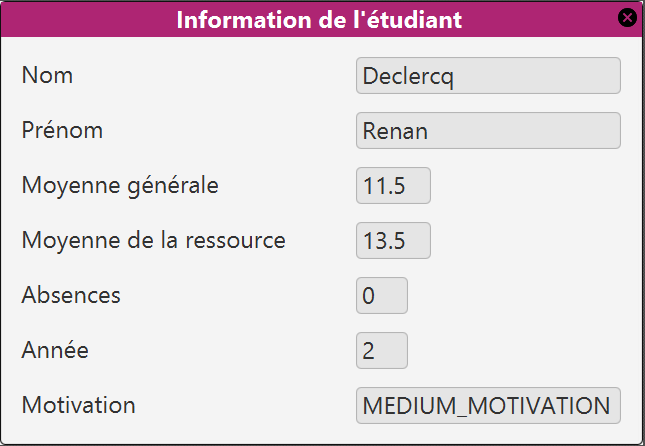 Information de l'étudiant
Nom Declercq
Prénom Renan
Moyenne générale 11.5
Moyenne de la ressource 13.5
Absences 0
Année 2
Motivation MEDIUM_MOTIVATION